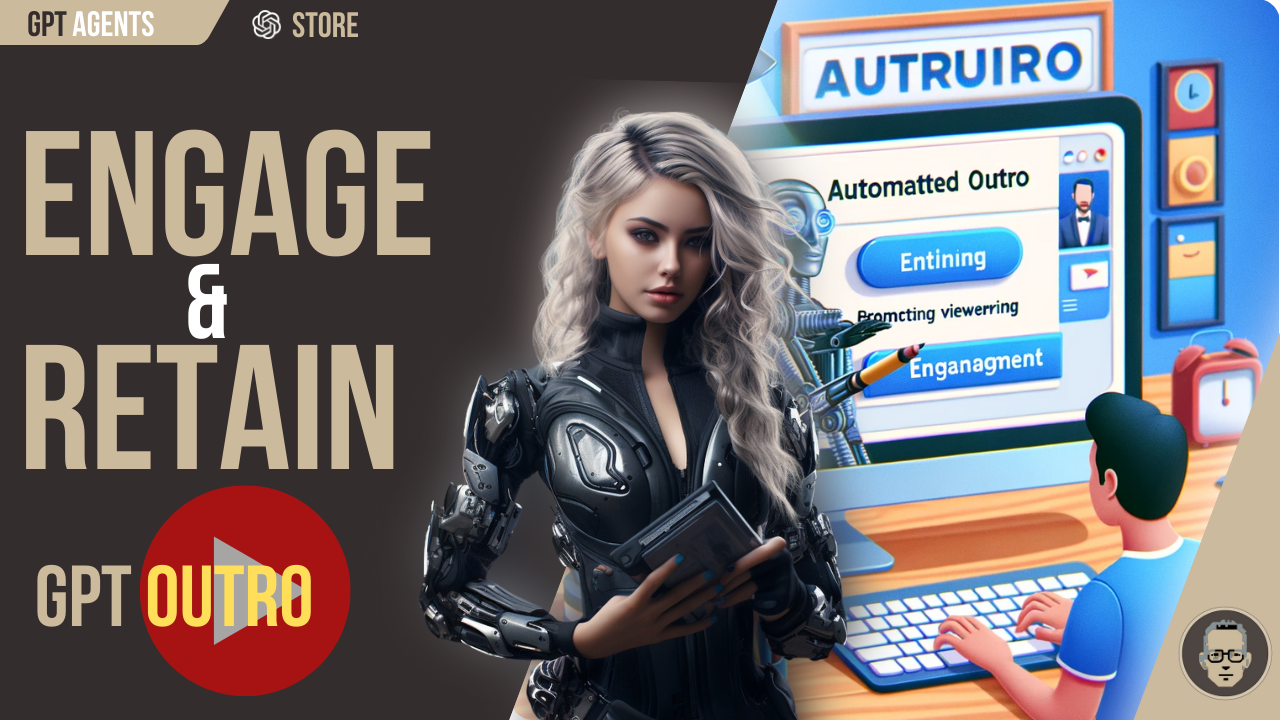 GPT AGENTS
STORE
ENGAGE
&
RETAIN
GPT OUTRO
AUTRUIRO
Automatted Outro
Entining
Promcting viewerring
Enganagment